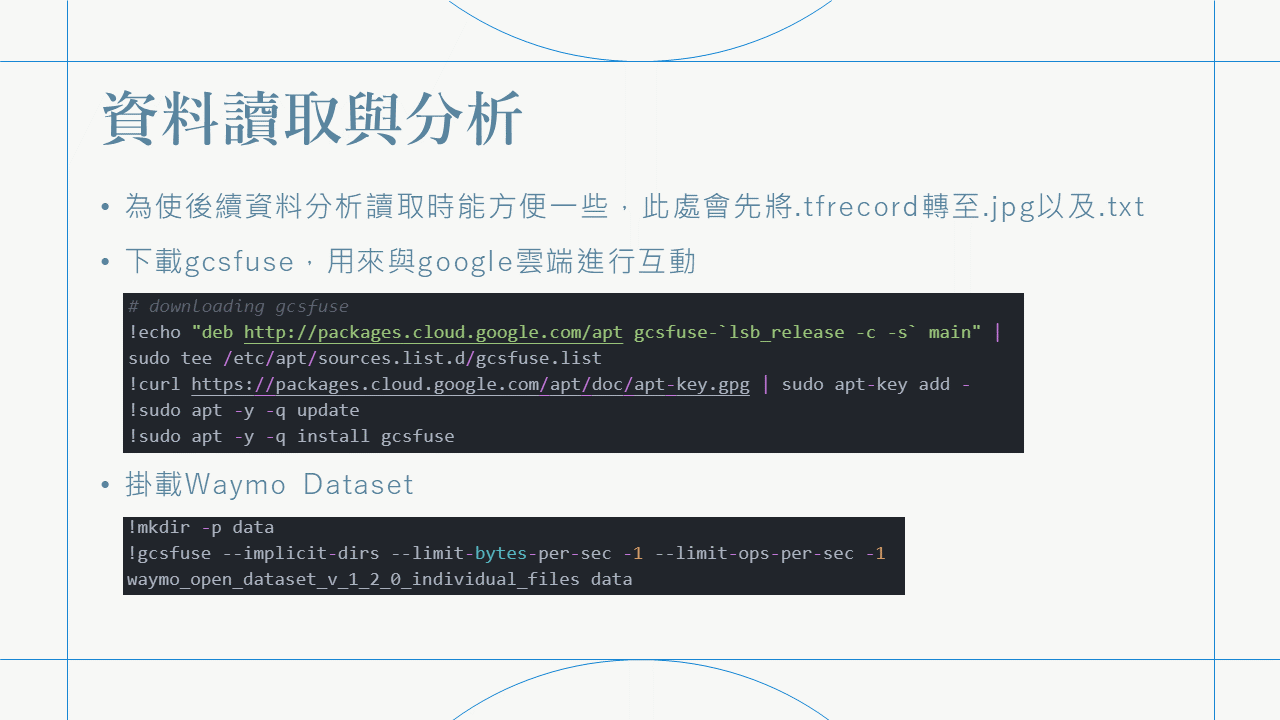 資料讀取與分析
• 為使後續資料分析讀取時能方便一些，此處會先將.tfrecord轉至.jpg以及.txt
• 下載gcsfuse，用來與google雲端進行互動
# downloading gcsfuse
!echo "deb http://packages.cloud.google.com/apt gcsfuse-`lsb_release -c -s` main" |
sudo tee /etc/apt/sources.list.d/gcsfuse.list
!curl https://packages.cloud.google.com/apt/doc/apt-key.gpg | sudo apt-key add -
!sudo apt -y -q update
!sudo apt -y -q install gcsfuse
• 掛載Waymo Dataset
!mkdir -p data
!gcsfuse --implicit-dirs --limit-bytes-per-sec -1 --limit-ops-per-sec -1
waymo_open_dataset_v_1_2_0_individual_files data